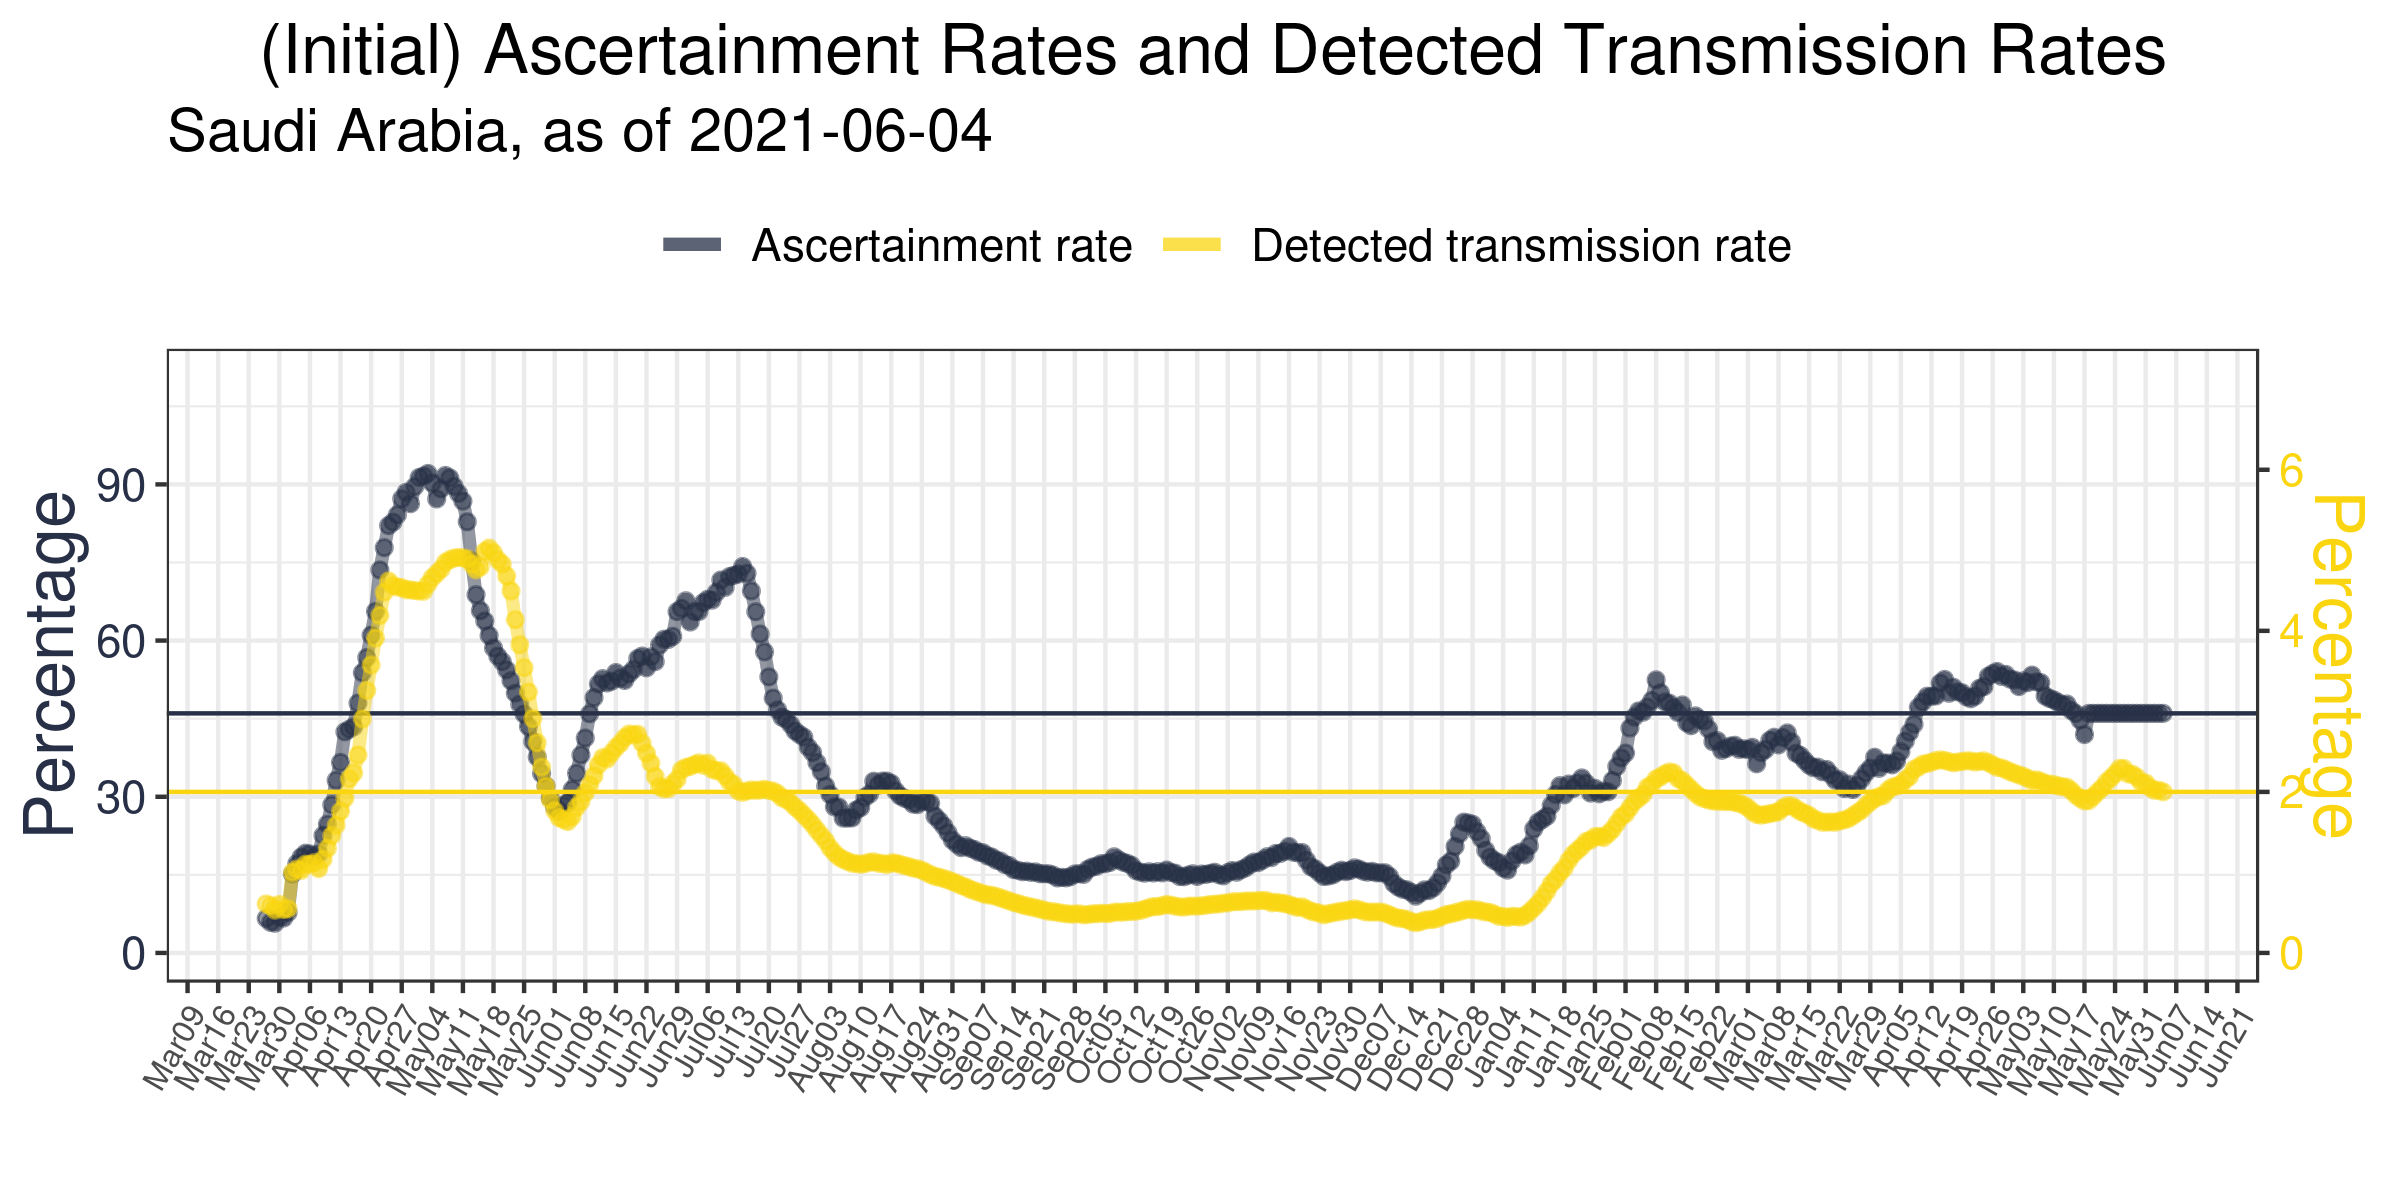 (Initial) Ascertainment Rates and Detected Transmission Rates
Saudi Arabia, as of 2021-06-04
Ascertainment rate Detected transmission rate
Percentage
90
60
30
0
6
4
2
0
Percentage
Mar09 Mar16 Mar23 Mar30 Apr06 Apr13 Apr20 Apr27 May04 May11 May18 May25 Jun01 Jun08 Jun15 Jun22 Jun29 Jul06 Jul13 Jul20 Jul27 Aug03 Aug10 Aug17 Aug24 Aug31 Sep07 Sep14 Sep21 Sep28 Oct05 Oct12 Oct19 Oct26 Nov02 Nov09 Nov16 Nov23 Nov30 Dec07 Dec14 Dec21 Dec28 Jan04 Jan11 Jan18 Jan25 Feb01 Feb08 Feb15 Feb22 Mar01 Mar08 Mar15 Mar22 Mar29 Apr05 Apr12 Apr19 Apr26 May03 May10 May17 May24 May31 Jun07 Jun14 Jun21